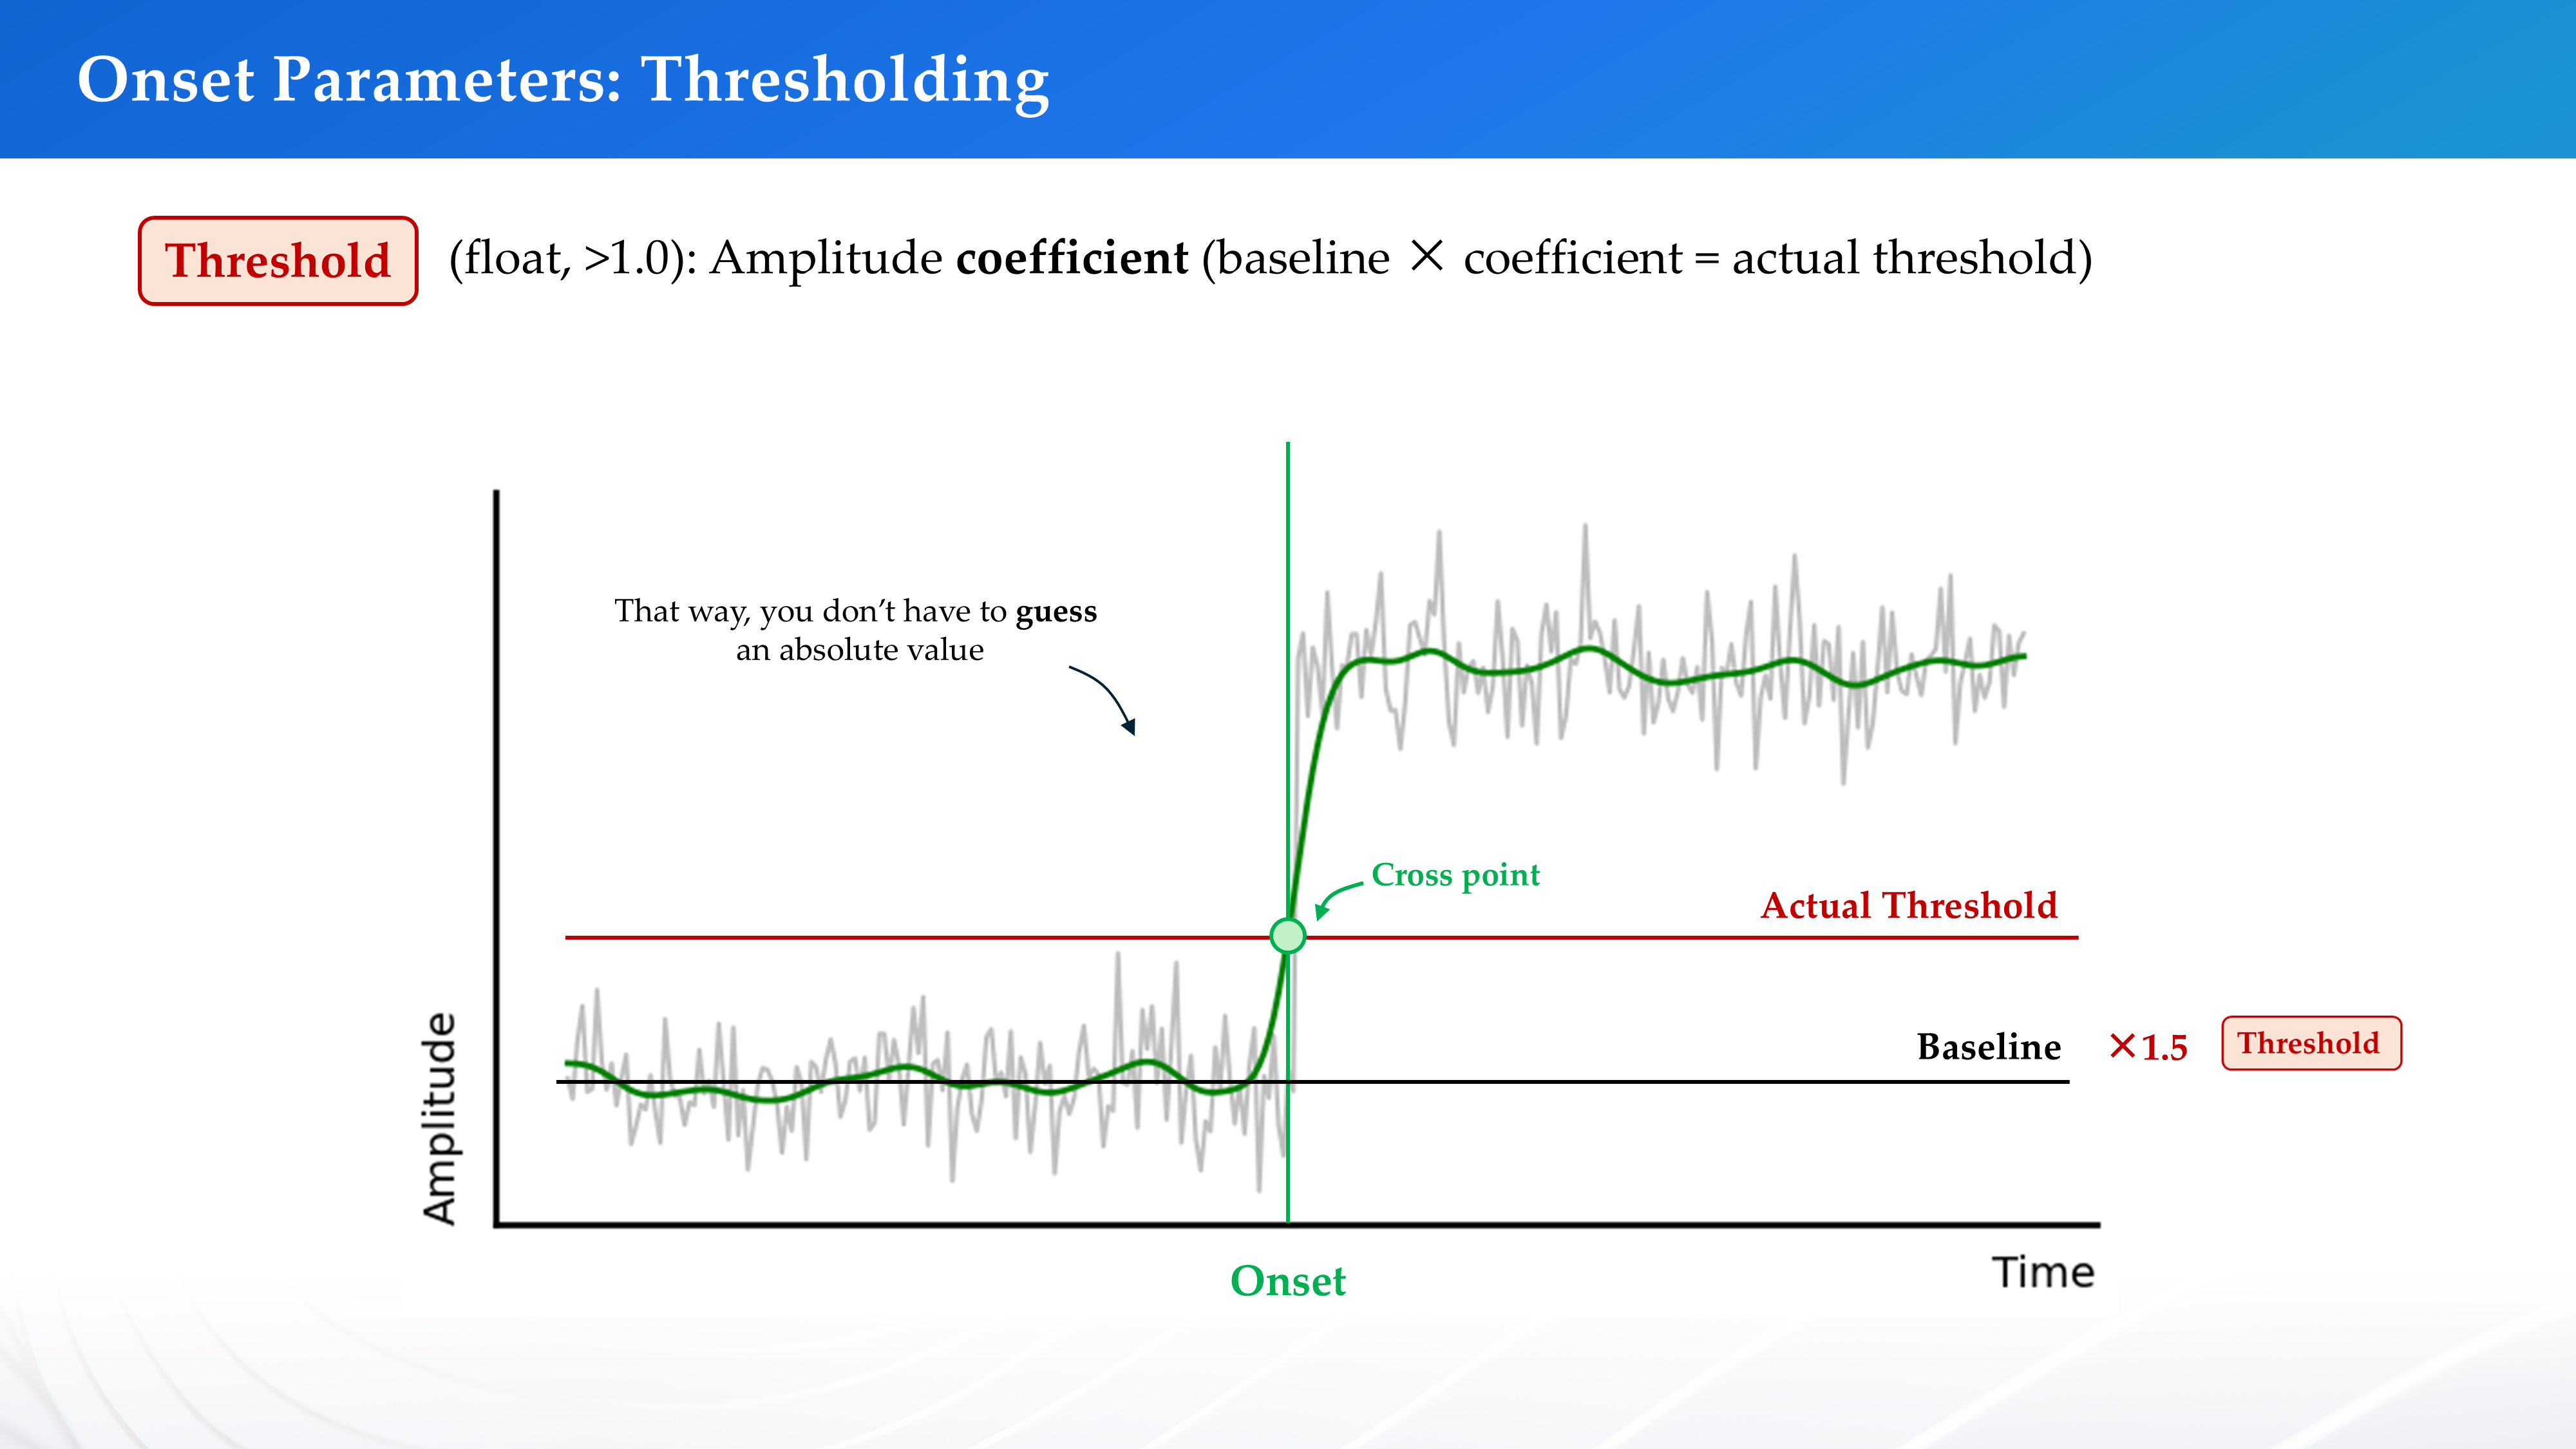 Onset Parameters: Thresholding
Threshold (float, >1.0): Amplitude coefficient (baseline × coefficient = actual threshold)
That way, you don’t have to guess
an absolute value
Cross point
Actual Threshold
Baseline ×1.5 Threshold
Amplitude
Time
Onset